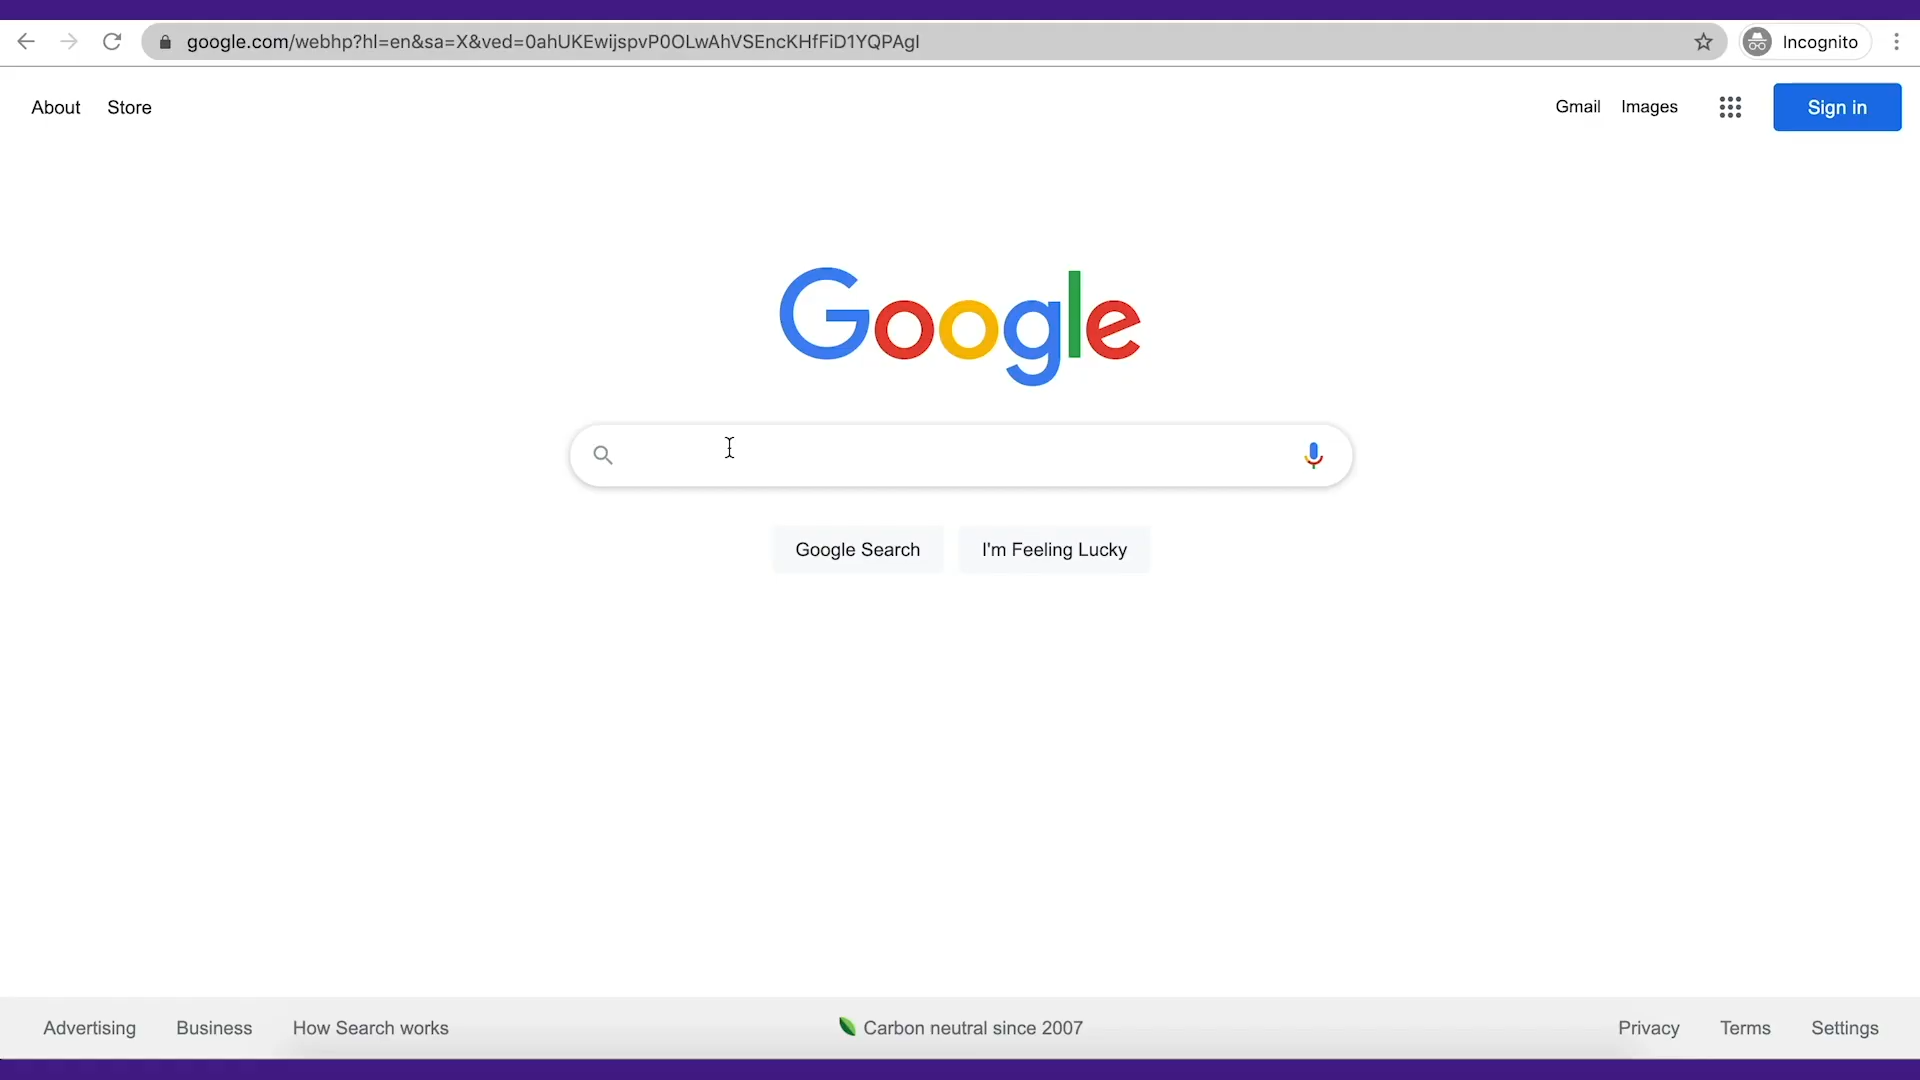 google.com/webhp?hl=en&sa=X&ved=0ahUKEwijspvP0OLwAhVSEncKHfFiD1YQPAgI
Incognito
About Store
Gmail Images Sign in
Google
Google Search I'm Feeling Lucky
Advertising Business How Search works
Carbon neutral since 2007
Privacy Terms Settings